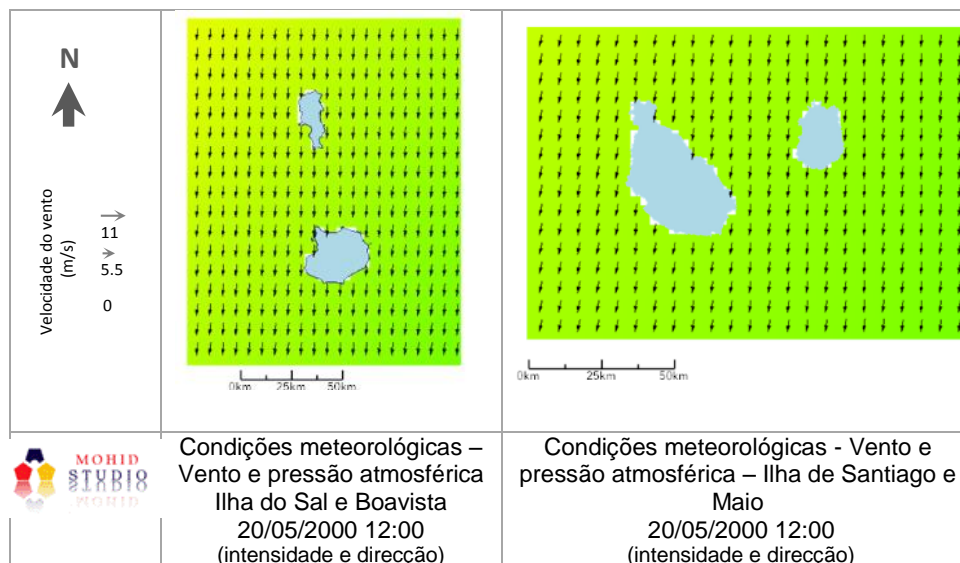 N
Velocidade do vento
(m/s)
11
5.5
0
0km 25km 50km
0km 25km 50km
MOHID
STUDIO
Condições meteorológicas –
Vento e pressão atmosférica
Ilha do Sal e Boavista
20/05/2000 12:00
(intensidade e direcção)
Condições meteorológicas - Vento e
pressão atmosférica – Ilha de Santiago e
Maio
20/05/2000 12:00
(intensidade e direcção)